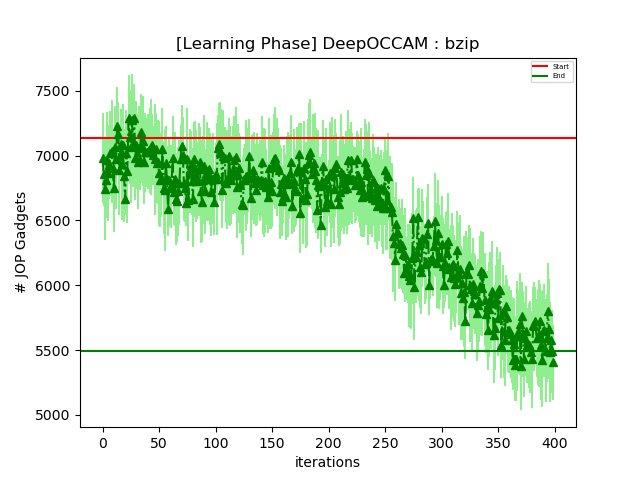 [Learning Phase] DeepOCCAM : bzip
Start
End
7500
7000
6500
6000
5500
5000
# JOP Gadgets
0 50 100 150 200 250 300 350 400
iterations